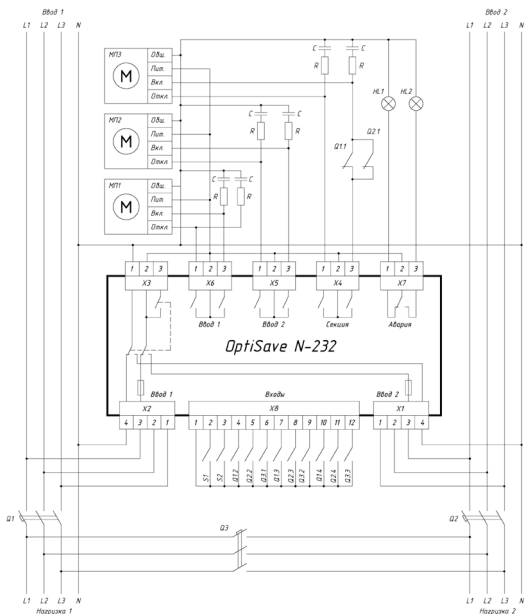 Ввод 1
Ввод 2
L1 L2 L3 N
L1 L2 L3 N
МП3
М
Общ.
Пит.
Вкл.
Откл.
МП2
М
Общ.
Пит.
Вкл.
Откл.
МП1
М
Общ.
Пит.
Вкл.
Откл.
C C
R R
C C
R R
C C
R R
HL1 HL2
Q1.1 Q2.1
1 2 3
X3
1 2 3
X6
1 2 3
X5
1 2 3
X4
1 2 3
X7
Ввод 1
Ввод 2
Секция
Авария
OptiSave N-232
Ввод 1
X2
4 3 2 1
Входы
X8
1 2 3 4 5 6 7 8 9 10 11 12
Ввод 2
X1
1 2 3 4
S1 S2 Q1.2 Q2.2 Q3.1 Q1.3 Q2.3 Q3.2 Q1.4 Q2.4 Q3.3
Q1
Q3
Q2
L1 L2 L3 N
Нагрузка 1
L1 L2 L3 N
Нагрузка 2